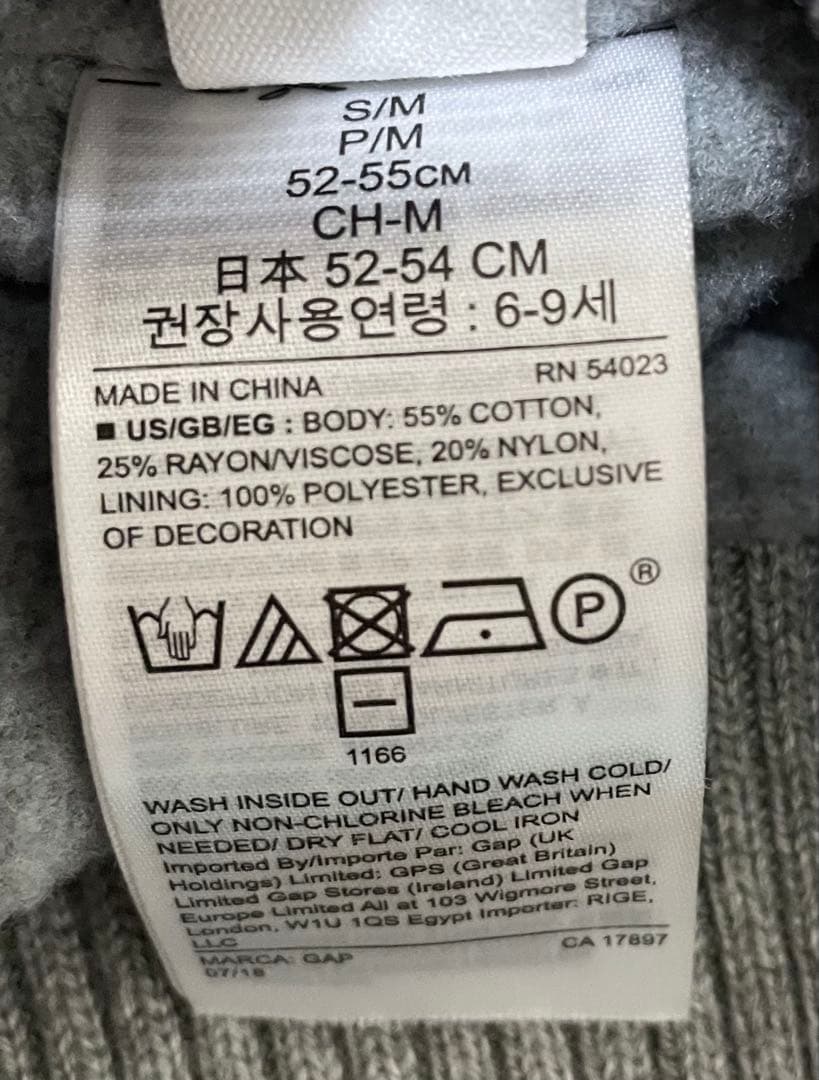 S/M
P/M
52-55CM
CH-M
日本 52-54 CM
권장사용연령 : 6-9세
MADE IN CHINA RN 54023
■ US/GB/EG : BODY: 55% COTTON,
25% RAYON/VISCOSE, 20% NYLON,
LINING: 100% POLYESTER, EXCLUSIVE
OF DECORATION
P ®
1166
WASH INSIDE OUT/ HAND WASH COLD/
ONLY NON-CHLORINE BLEACH WHEN
NEEDED/ DRY FLAT/ COOL IRON
Imported By/Importe Par: Gap (UK
Holdings) Limited: GPS (Great Britain)
Limited Gap Stores (Ireland) Limited Gap
Europe Limited All at 103 Wigmore Street,
London, W1U 1QS Egypt Importer: RIGE,
LLC
CA 17897
MARCA: GAP
07/18